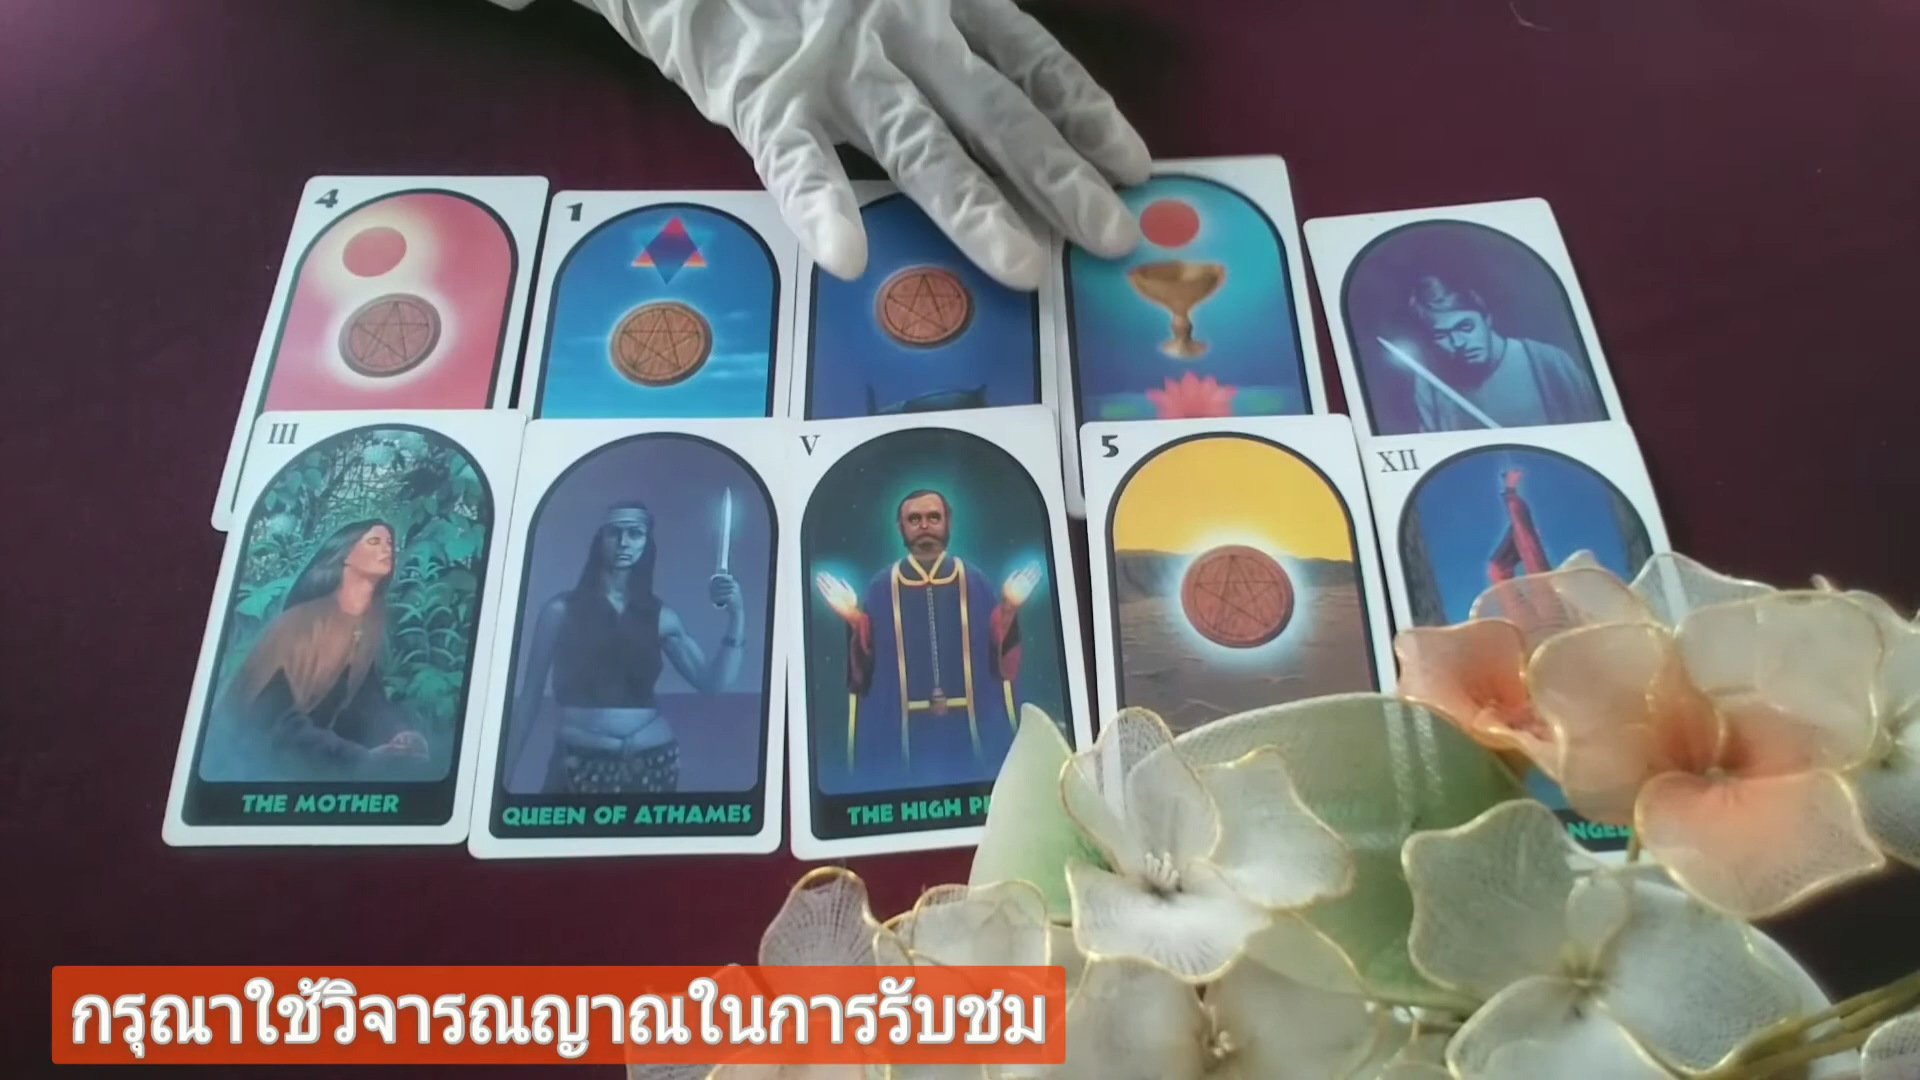 4
1
III
V
5
XII
THE MOTHER
QUEEN OF ATHAMES
THE HIGH
กรุณาใช้วิจารณญาณในการรับชม